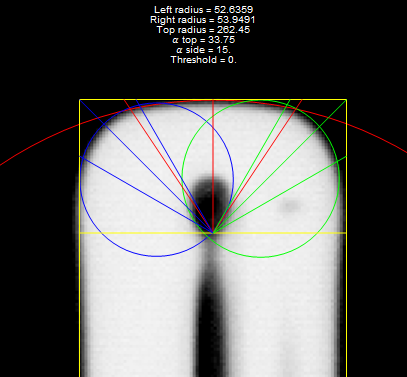 Left radius = 52.6359
Right radius = 53.9491
Top radius = 262.45
α top = 33.75
α side = 15.
Threshold = 0.